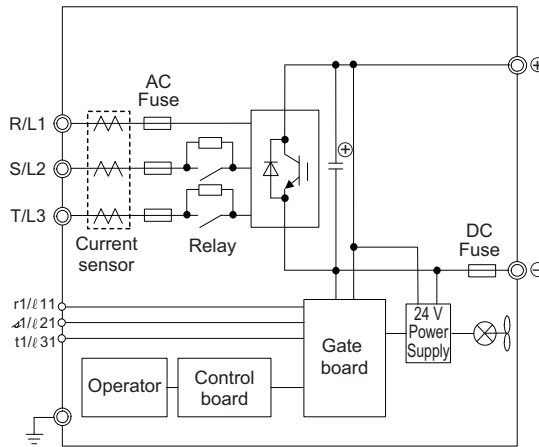 AC
Fuse
R/L1
S/L2
T/L3
Relay
Current
sensor
DC
Fuse
r1/ℓ11
1/ℓ21
t1/ℓ31
24 V
Power
Supply
Gate
board
Operator
Control
board
⊕
⊕
⊖